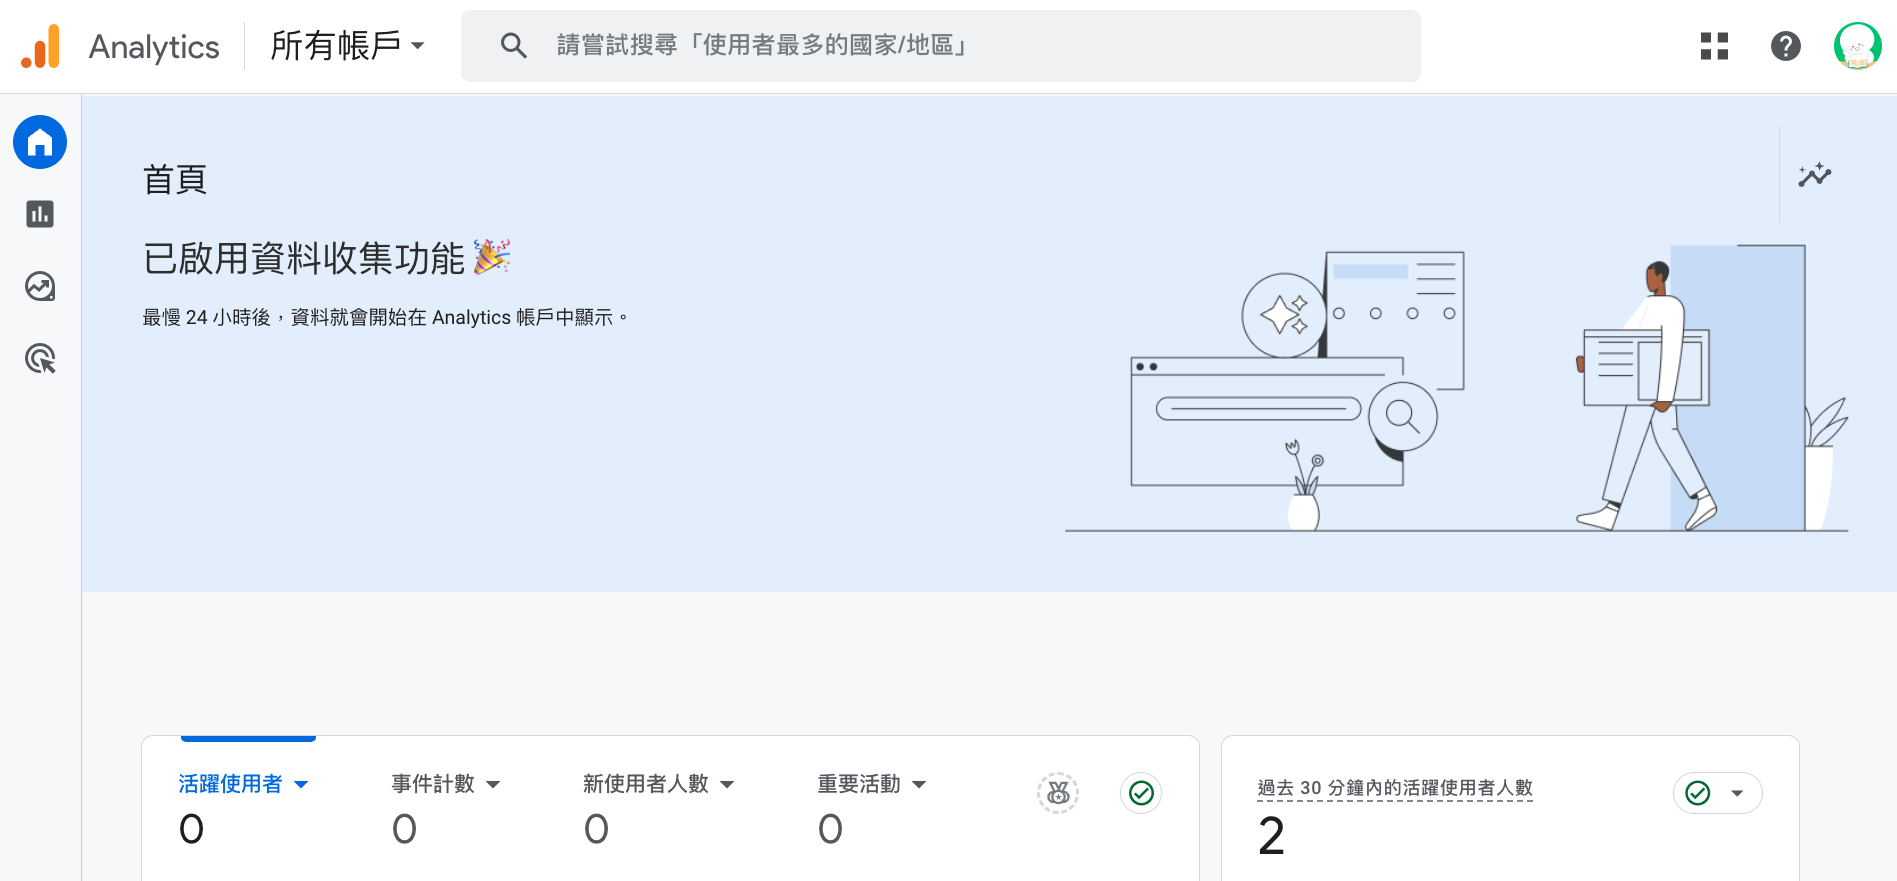 Analytics
所有帳戶
請嘗試搜尋「使用者最多的國家/地區」
首頁
已啟用資料收集功能🎉
最慢 24 小時後，資料就會開始在 Analytics 帳戶中顯示。
活躍使用者 事件計數 新使用者人數 重要活動
0 0 0 0
過去 30 分鐘內的活躍使用者人數
2